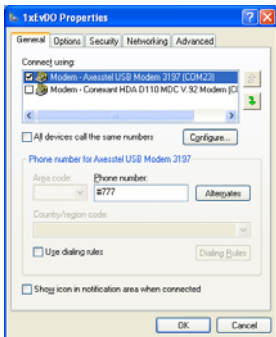 1xEvDO Properties
General Options Security Networking Advanced
Connect using:
Modem - Axesstel USB Modem 3197 (COM23)
Modem - Conexant HDA D110 MDC V.92 Modem (C
All devices call the same numbers
Configure...
Phone number for Axesstel USB Modem 3197
Area code: Phone number:
#777
Alternates
Country/region code:
Use dialing rules
Dialing Rules
Show icon in notification area when connected
OK Cancel